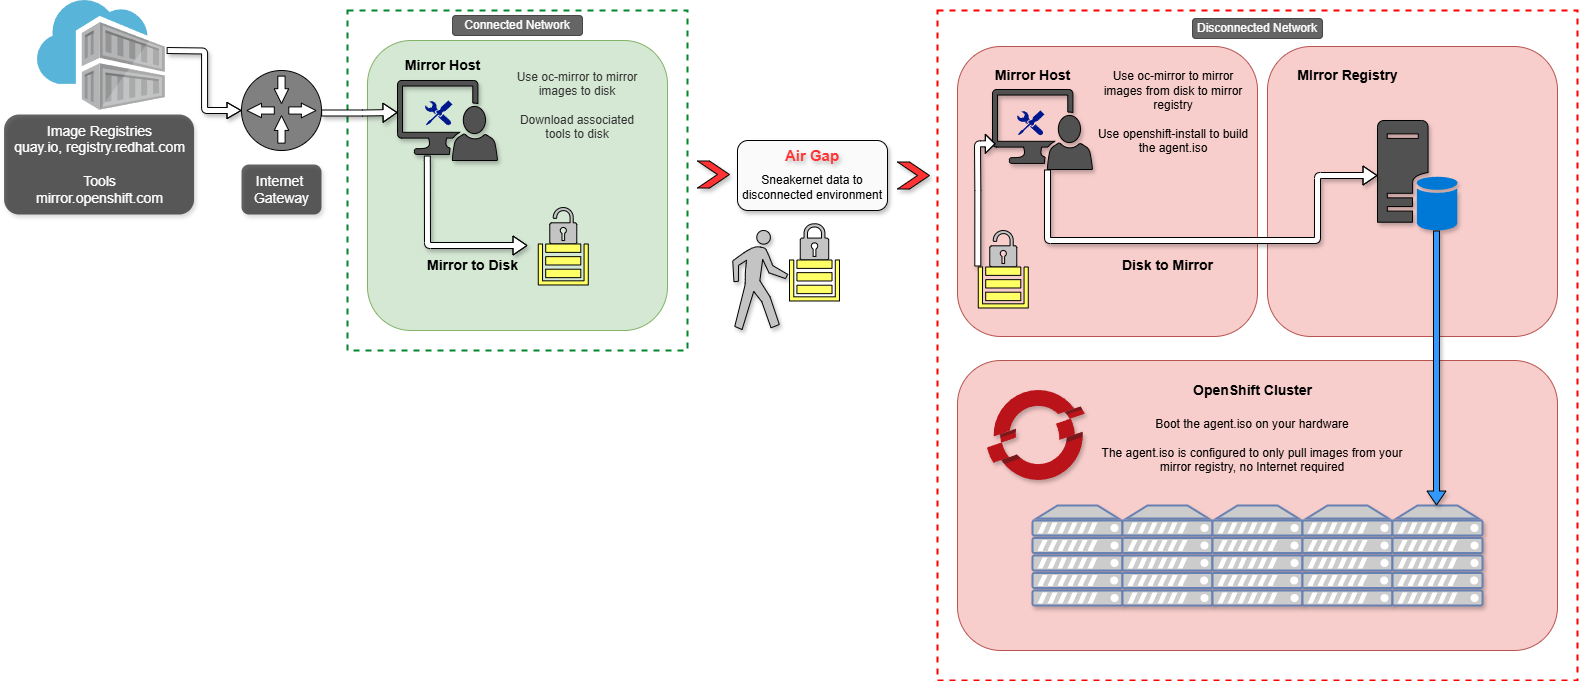 Image Registries
quay.io, registry.redhat.com
Tools
mirror.openshift.com
Internet
Gateway
Connected Network
Mirror Host
Use oc-mirror to mirror
images to disk
Download associated
tools to disk
Mirror to Disk
Air Gap
Sneakernet data to
disconnected environment
Disconnected Network
Mirror Host
Use oc-mirror to mirror
images from disk to mirror
registry
Use openshift-install to build
the agent.iso
Disk to Mirror
MIrror Registry
OpenShift Cluster
Boot the agent.iso on your hardware
The agent.iso is configured to only pull images from your
mirror registry, no Internet required